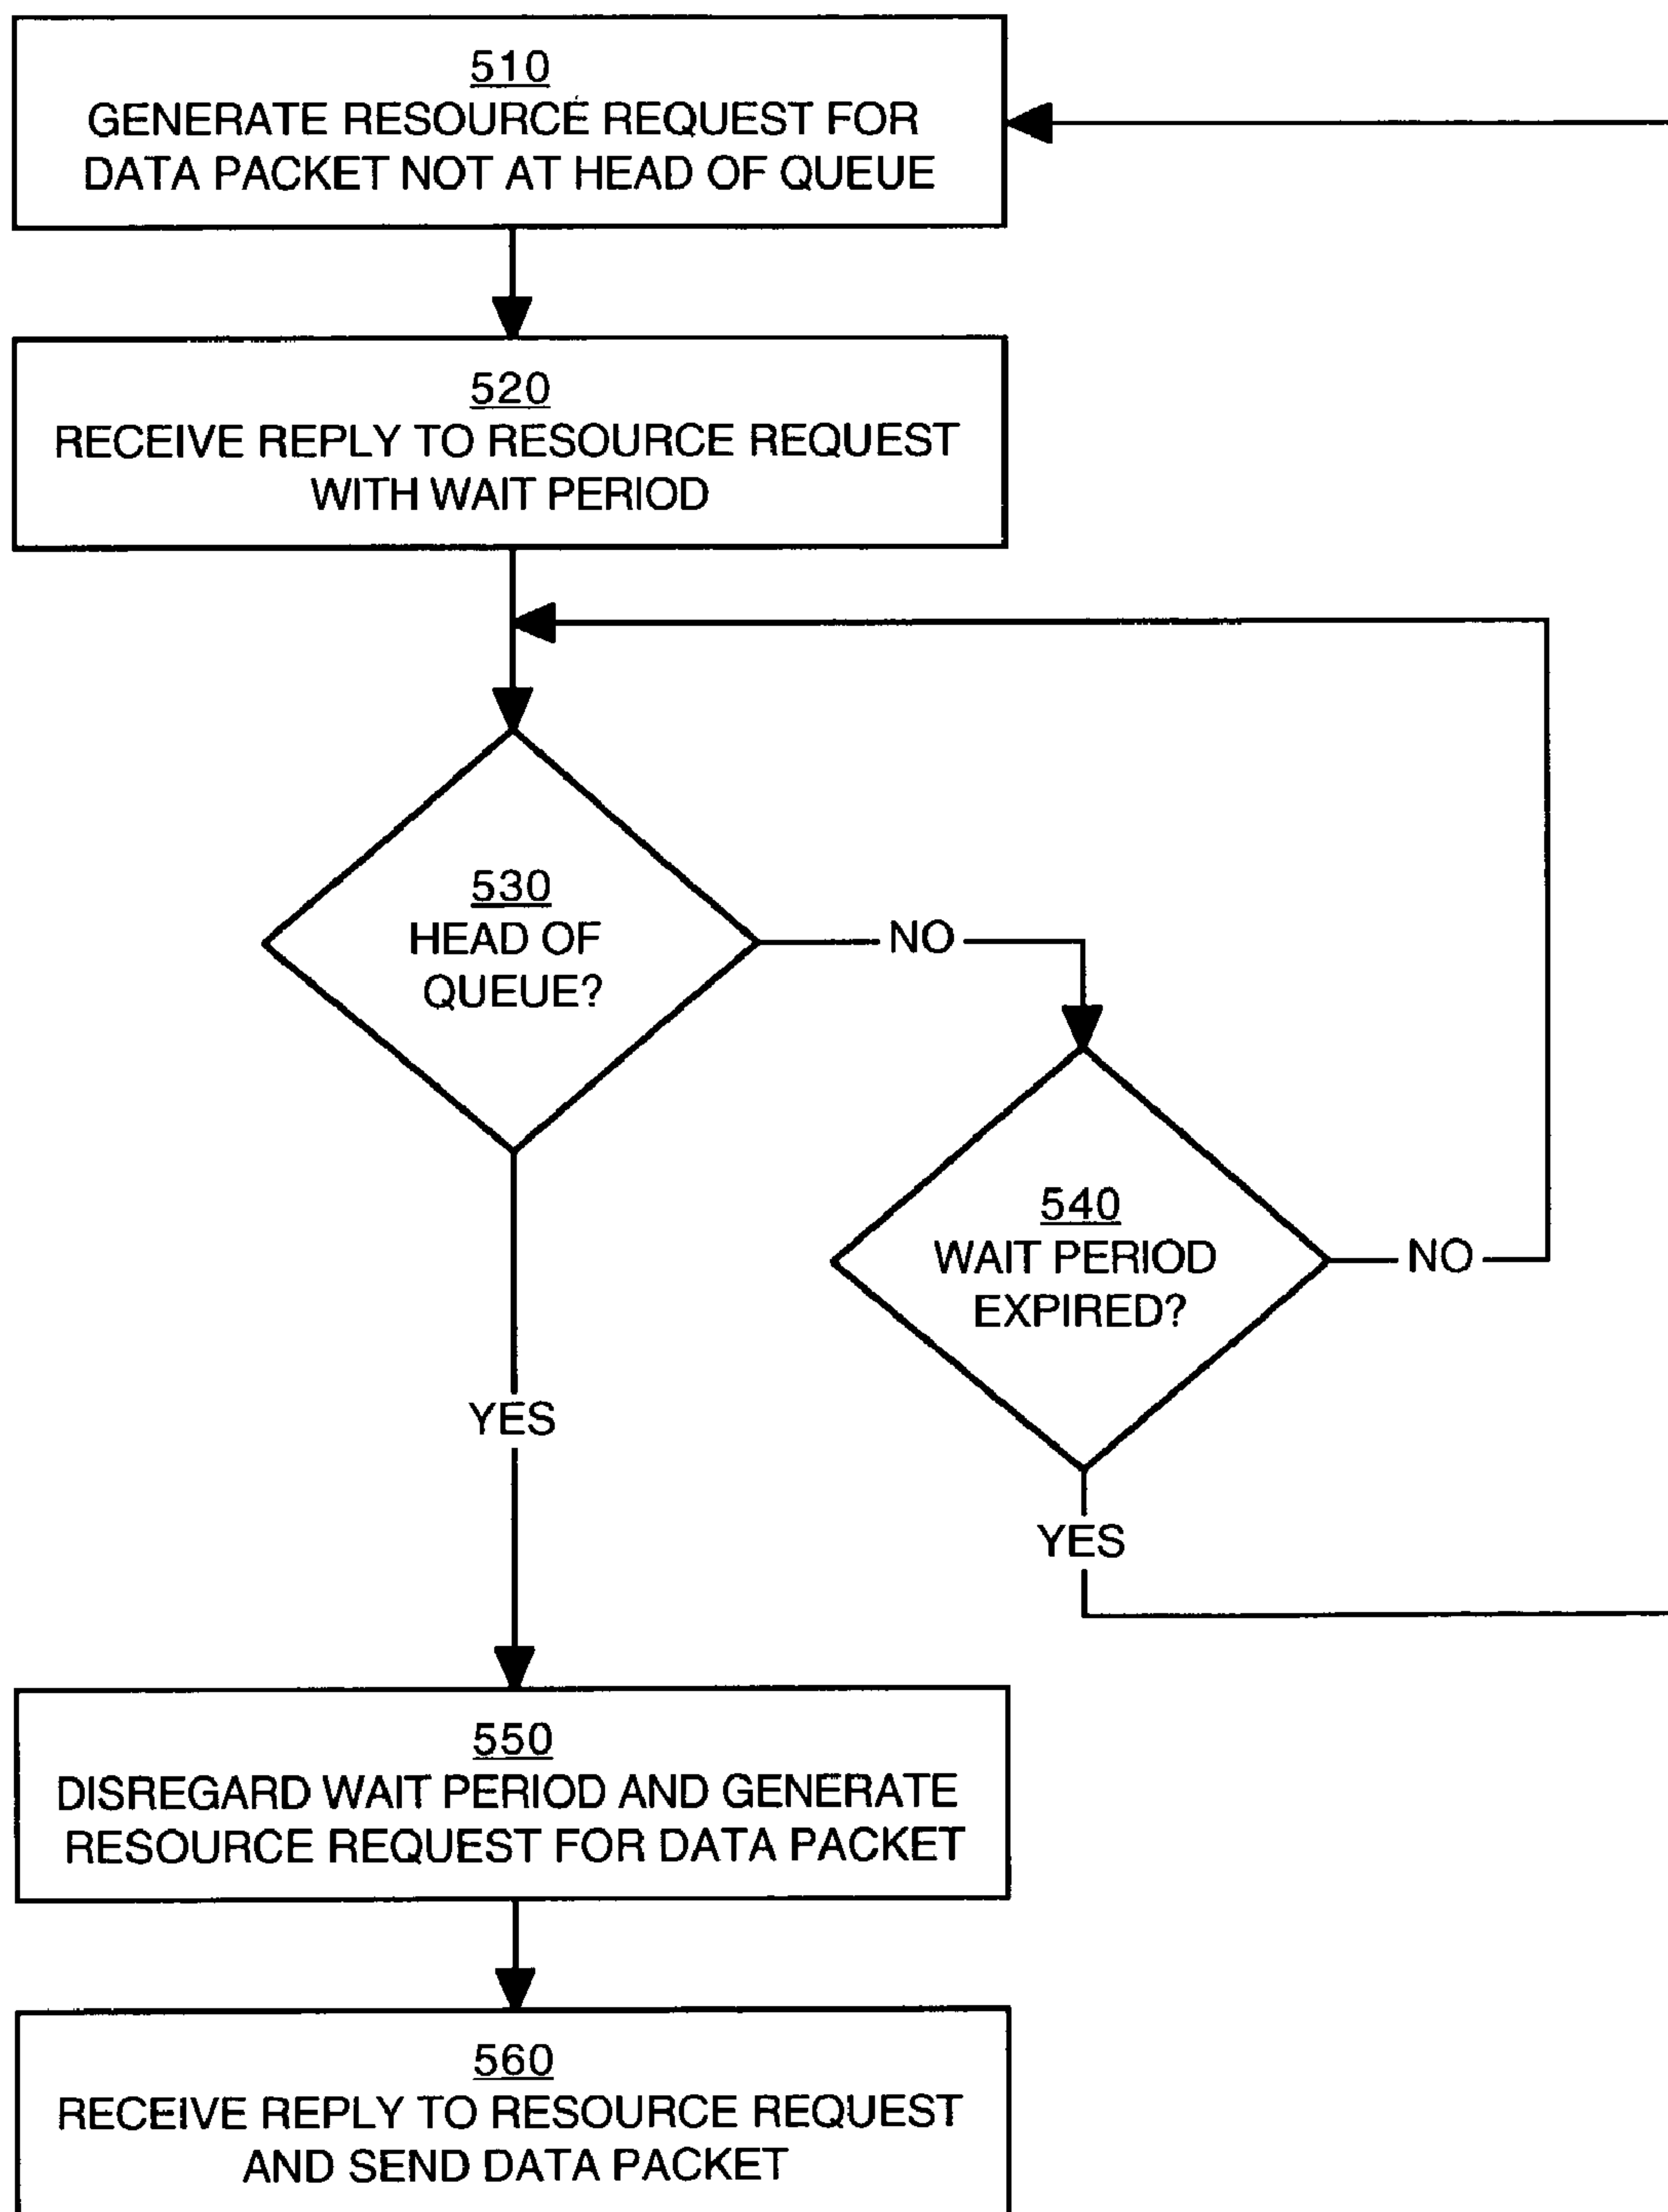 510
GENERATE RESOURCE REQUEST FOR
DATA PACKET NOT AT HEAD OF QUEUE
520
RECEIVE REPLY TO RESOURCE REQUEST
WITH WAIT PERIOD
530
HEAD OF
QUEUE?
NO
540
WAIT PERIOD
EXPIRED?
NO
YES
YES
550
DISREGARD WAIT PERIOD AND GENERATE
RESOURCE REQUEST FOR DATA PACKET
560
RECEIVE REPLY TO RESOURCE REQUEST
AND SEND DATA PACKET